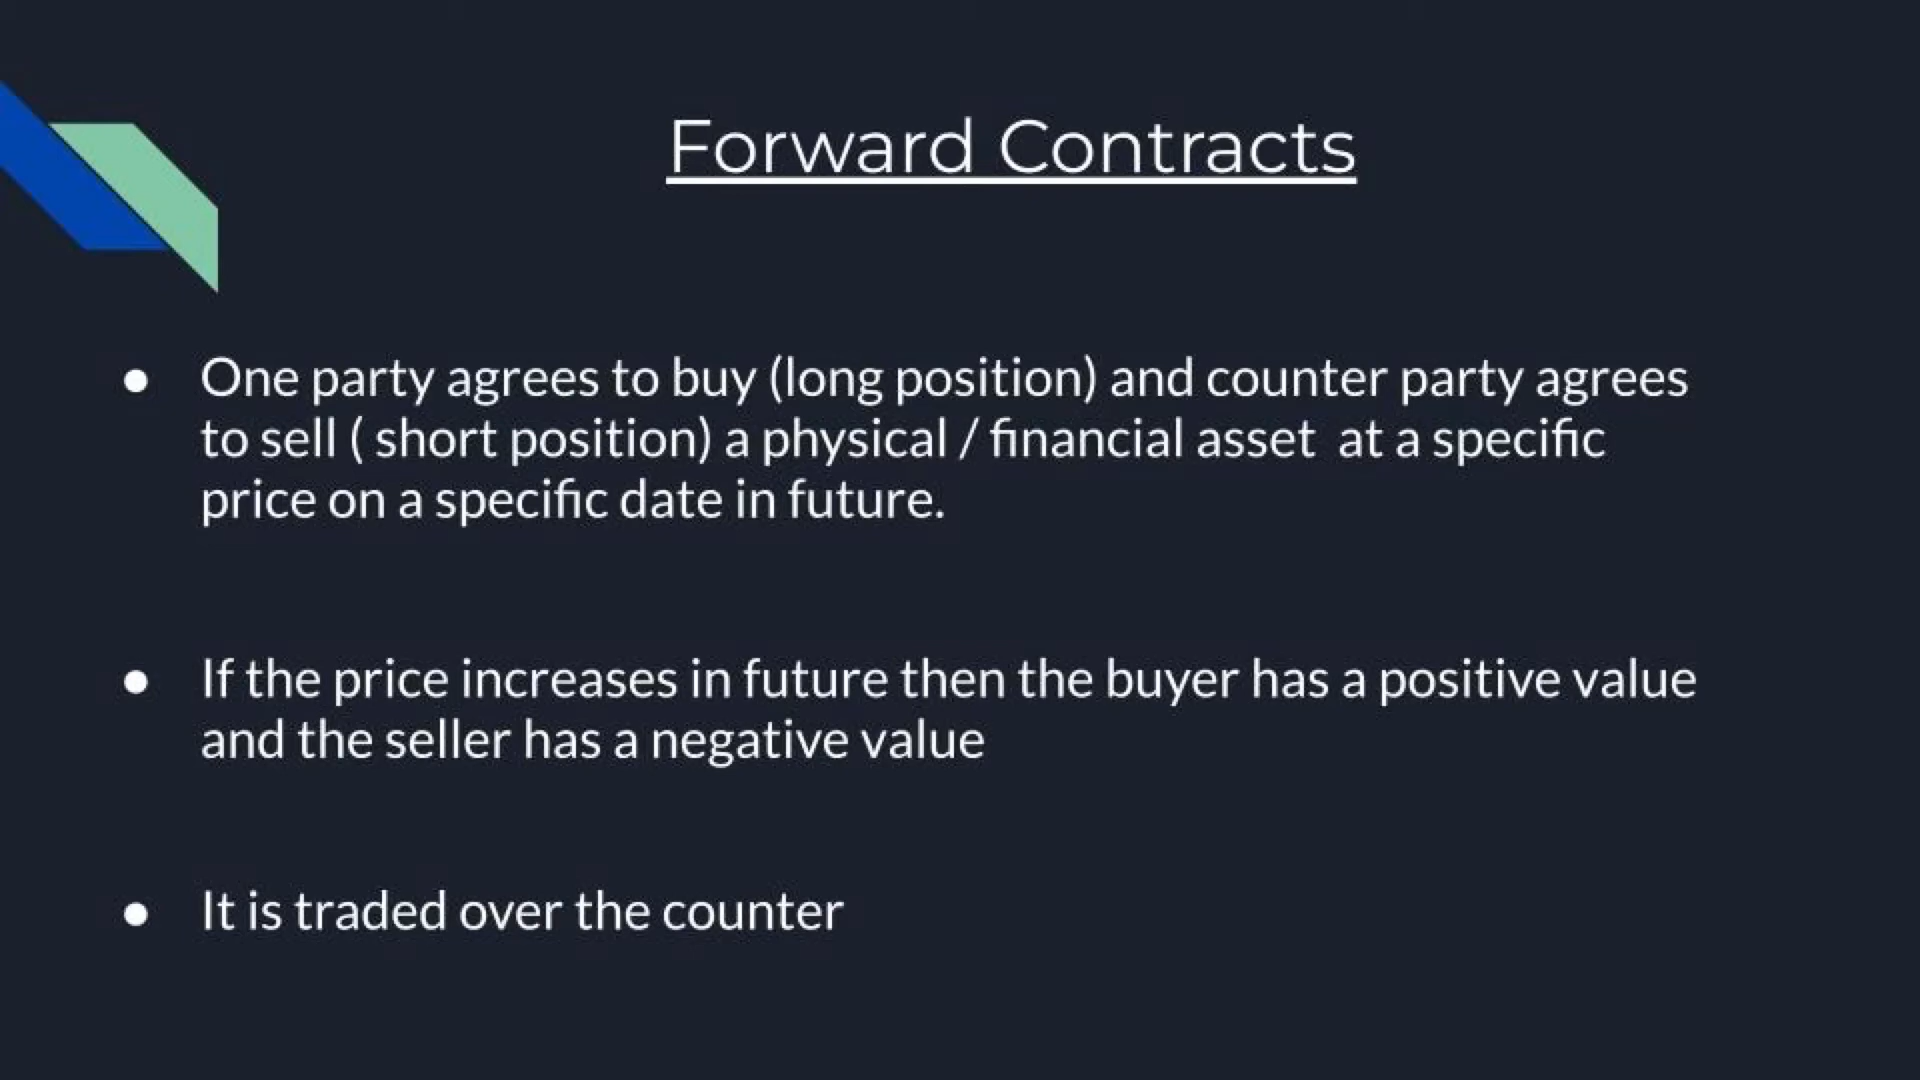 Forward Contracts
● One party agrees to buy (long position) and counter party agrees
to sell ( short position) a physical / financial asset  at a specific
price on a specific date in future.
● If the price increases in future then the buyer has a positive value
and the seller has a negative value
● It is traded over the counter